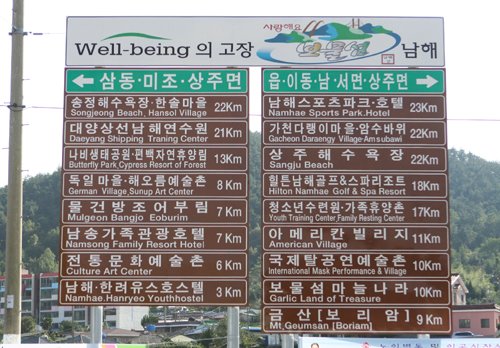 Well-being 의 고장
사랑해요
보물섬
남해
삼동·미조·상주면
송정해수욕장·한솔마을 22Km
Songjeong Beach, Hansol Village
대양상선남해연수원 21Km
Daeyang Shipping Traning Center
나비생태공원·편백자연휴양림 13Km
Butterfly Park,Cypress Resort of Forest
독일마을·해오름예술촌 8Km
German Village,Sunup Art Center
물건방조어부림 7Km
Mulgeon Bangjo Eoburim
남송가족관광호텔 7Km
Namsong Family Resort Hotel
전통문화예술촌 6Km
Culture Art Center
남해·한려유스호스텔 3Km
Namhae.Hanryeo Youthhostel
읍·이동·남·서면·상주면
남해스포츠파크·호텔 23Km
Namhae Sports Park.Hotel
가천다랭이마을·암수바위 22Km
Gacheon Daraengy Village·Amsubawi
상주해수욕장 22Km
Sangju Beach
힐튼남해골프&스파리조트 18Km
Hilton Namhae Golf & Spa Resort
청소년수련원·가족휴양촌 17Km
Youth Training Center,Family Resting Center
아메리칸빌리지 11Km
American Village
국제탈공연예술촌 10Km
International Mask Performance & Village
보물섬마늘나라 10Km
Garlic Land of Treasure
금산[보리암] 9Km
Mt.Geumsan [Boriam]